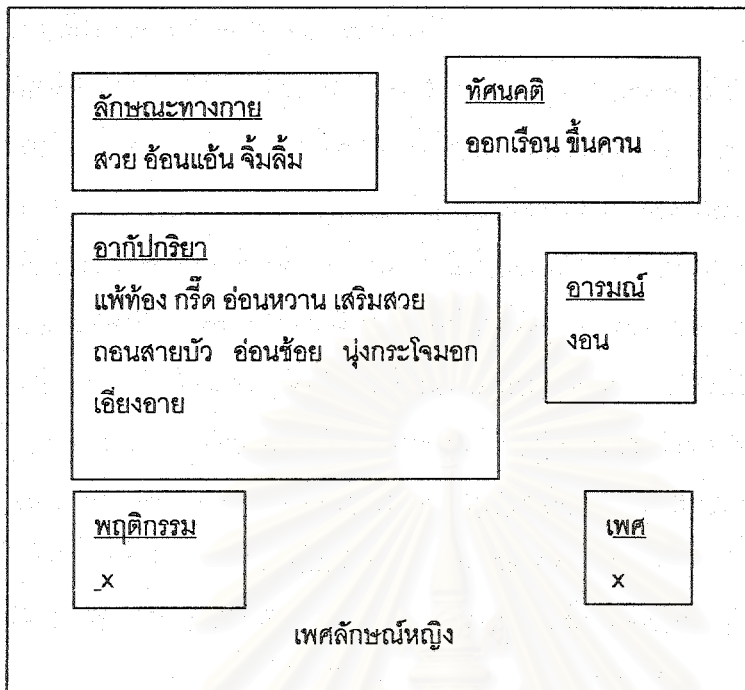 ลักษณะทางกาย
สวย อ้อนแอ้น จิ้มลิ้ม
ทัศนคติ
ออกเรือน ขึ้นคาน
อากัปกริยา
แพ้ท้อง กรี๊ด อ่อนหวาน เสริมสวย
ถอนสายบัว อ่อนช้อย นุ่งกระโจมอก
เอียงอาย
อารมณ์
งอน
พฤติกรรม
_x
เพศ
x
เพศลักษณ์หญิง